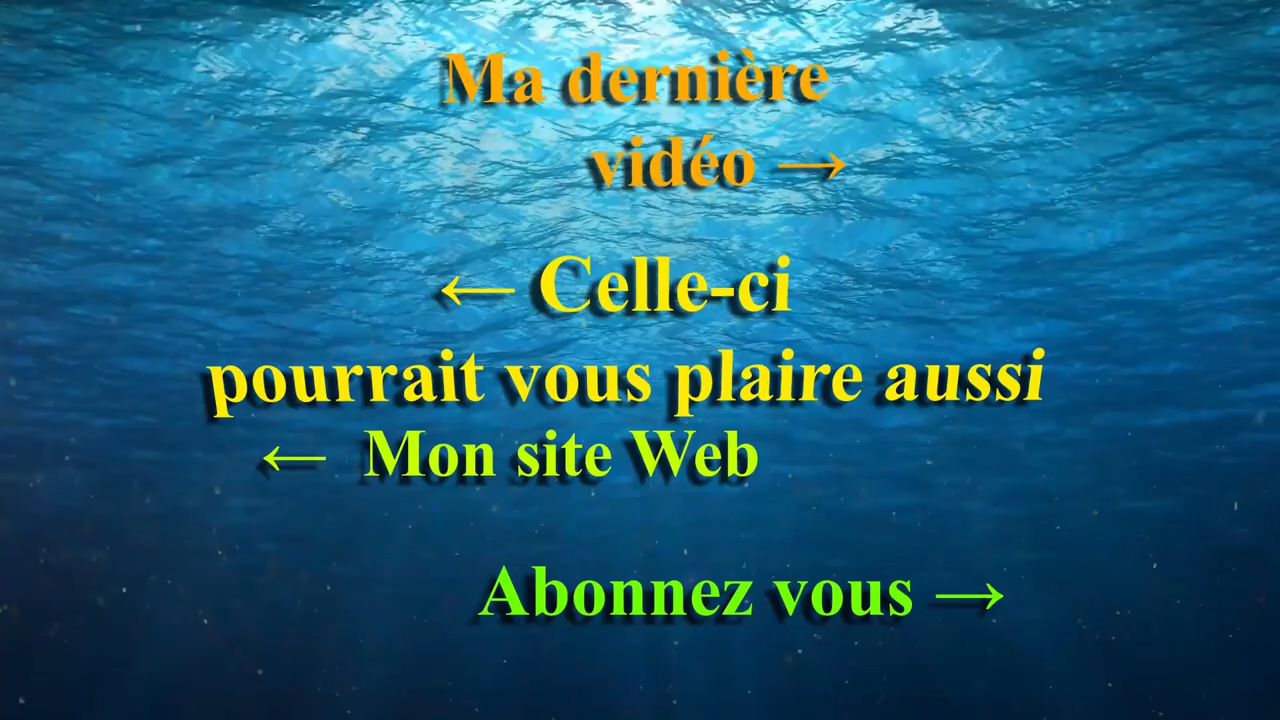 Ma dernière
vidéo →
← Celle-ci
pourrait vous plaire aussi
← Mon site Web
Abonnez vous →